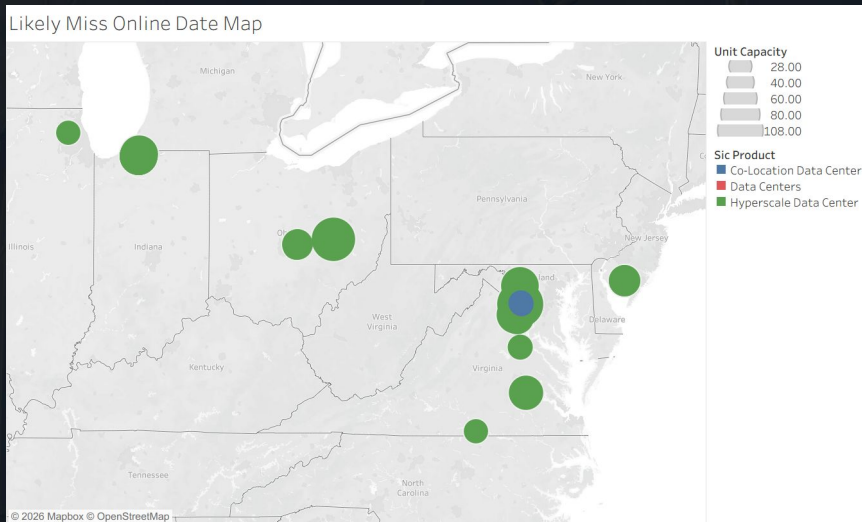 Likely Miss Online Date Map
Michigan
New York
Pennsylvania
New Jersey
Illinois
Indiana
Delaware
West
Virginia
Virginia
Kentucky
Tennessee
North
Carolina
© 2026 Mapbox © OpenStreetMap
Unit Capacity
28.00
40.00
60.00
80.00
108.00
Sic Product
Co-Location Data Center
Data Centers
Hyperscale Data Center